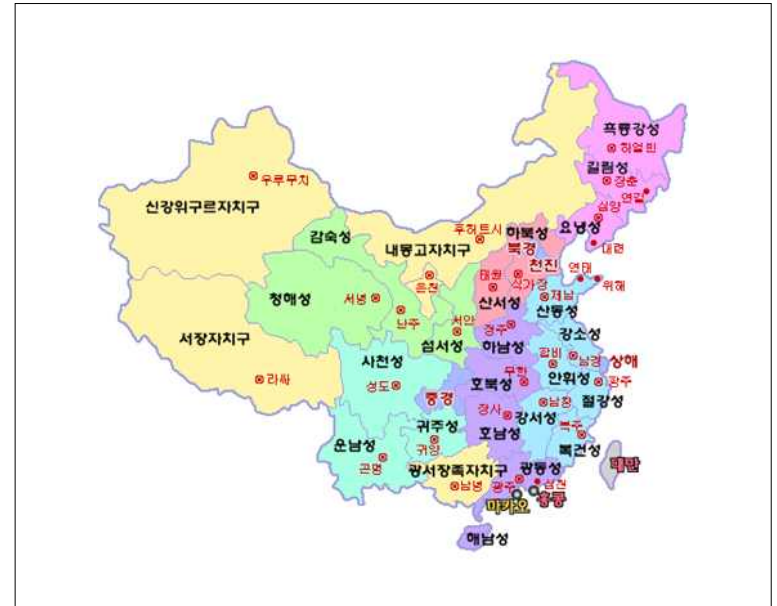 흑룡강성
하얼빈
길림성
장춘
연길
심양
요녕성
대련
우루무치
신강위구르자치구
감숙성
후허트시
내몽고자치구
은천
하북성
북경
천진
태원
석가장
연태
위해
청해성
서녕
난주
산서성
제남
산동성
서장자치구
서안
섬서성
정주
하남성
강소성
합비
남경
상해
라싸
사천성
성도
중경
호북성
무한
안휘성
광주
절강성
장사
남창
강서성
귀주성
귀양
호남성
복주
복건성
운남성
곤명
광서장족자치구
남녕
광동성
광주
심천
대만
마카오
홍콩
해남성